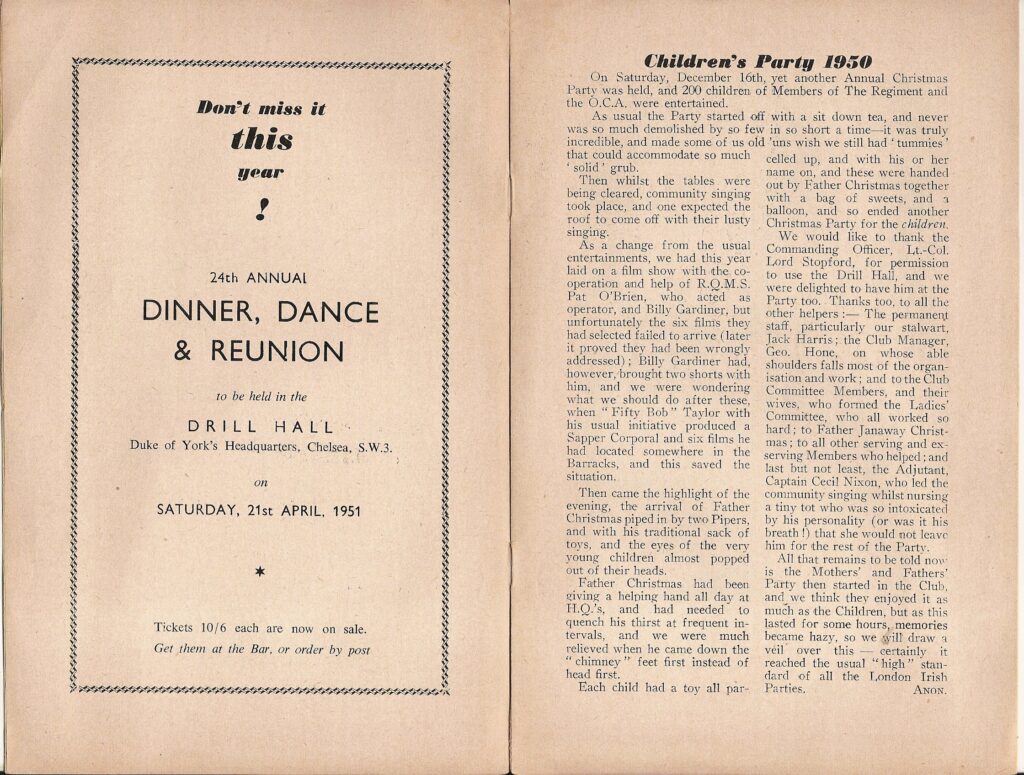 Don't miss it
this
year
!
24th ANNUAL
DINNER, DANCE
& REUNION
to be held in the
DRILL HALL
Duke of York's Headquarters, Chelsea, S.W.3.
on
SATURDAY, 21st APRIL, 1951
*
Tickets 10/6 each are now on sale.
Get them at the Bar, or order by post
Children's Party 1950
On Saturday, December 16th, yet another Annual Christmas
Party was held, and 200 children of Members of The Regiment and
the O.C.A. were entertained.
As usual the Party started off with a sit down tea, and never
was so much demolished by so few in so short a time—it was truly
incredible, and made some of us old 'uns wish we still had 'tummies'
that could accommodate so much
'solid' grub.
Then whilst the tables were
being cleared, community singing
took place, and one expected the
roof to come off with their lusty
singing.
As a change from the usual
entertainments, we had this year
laid on a film show with the co-
operation and help of R.Q.M.S.
Pat O'Brien, who acted as
operator, and Billy Gardiner, but
unfortunately the six films they
had selected failed to arrive (later
it proved they had been wrongly
addressed); Billy Gardiner had,
however, brought two shorts with
him, and we were wondering
what we should do after these,
when "Fifty Bob" Taylor with
his usual initiative produced a
Sapper Corporal and six films he
had located somewhere in the
Barracks, and this saved the
situation.
Then came the highlight of the
evening, the arrival of Father
Christmas piped in by two Pipers,
and with his traditional sack of
toys, and the eyes of the very
young children almost popped
out of their heads.
Father Christmas had been
giving a helping hand all day at
H.Q.'s, and had needed to
quench his thirst at frequent in-
tervals, and we were much
relieved when he came down the
"chimney" feet first instead of
head first.
Each child had a toy all par-
celled up, and with his or her
name on, and these were handed
out by Father Christmas together
with a bag of sweets, and a
balloon, and so ended another
Christmas Party for the children.
We would like to thank the
Commanding Officer, Lt.-Col.
Lord Stopford, for permission
to use the Drill Hall, and we
were delighted to have him at the
Party too. Thanks too, to all the
other helpers:— The permanent
staff, particularly our stalwart,
Jack Harris; the Club Manager,
Geo. Hone, on whose able
shoulders falls most of the organ-
isation and work; and to the Club
Committee Members, and their
wives, who formed the Ladies'
Committee, who all worked so
hard; to Father Janaway Christ-
mas; to all other serving and ex-
serving Members who helped; and
last but not least, the Adjutant,
Captain Cecil Nixon, who led the
community singing whilst nursing
a tiny tot who was so intoxicated
by his personality (or was it his
breath!) that she would not leave
him for the rest of the Party.
All that remains to be told now
is the Mothers' and Fathers'
Party then started in the Club,
and we think they enjoyed it as
much as the Children, but as this
lasted for some hours, memories
became hazy, so we will draw a
veil over this — certainly it
reached the usual "high" stan-
dard of all the London Irish
Parties. ANON.